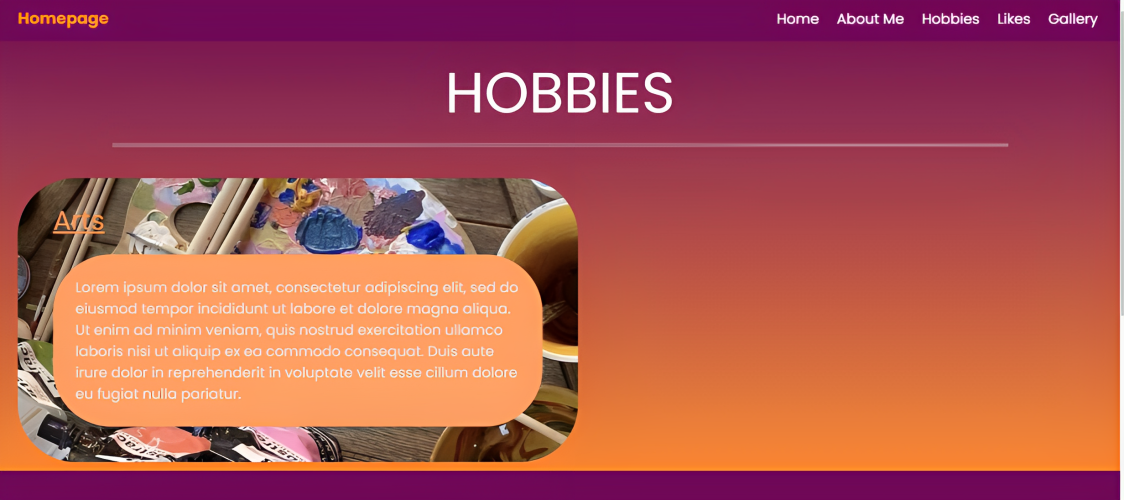 Homepage
Home About Me Hobbies Likes Gallery
HOBBIES
Arts
Lorem ipsum dolor sit amet, consectetur adipiscing elit, sed do
eiusmod tempor incididunt ut labore et dolore magna aliqua.
Ut enim ad minim veniam, quis nostrud exercitation ullamco
laboris nisi ut aliquip ex ea commodo consequat. Duis aute
irure dolor in reprehenderit in voluptate velit esse cillum dolore
eu fugiat nulla pariatur.